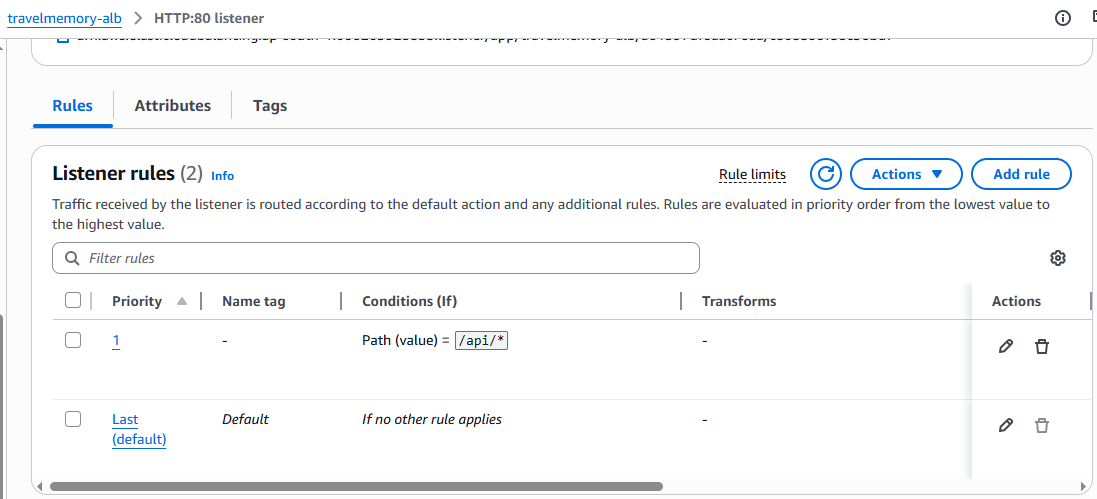 travelmemory-alb > HTTP:80 listener
Rules
Attributes
Tags
Listener rules (2) Info
Rule limits
Actions
Add rule
Traffic received by the listener is routed according to the default action and any additional rules. Rules are evaluated in priority order from the lowest value to
the highest value.
Filter rules
Priority Name tag Conditions (If) Transforms Actions
1 - Path (value) = /api/* -
Last Default If no other rule applies -
(default)